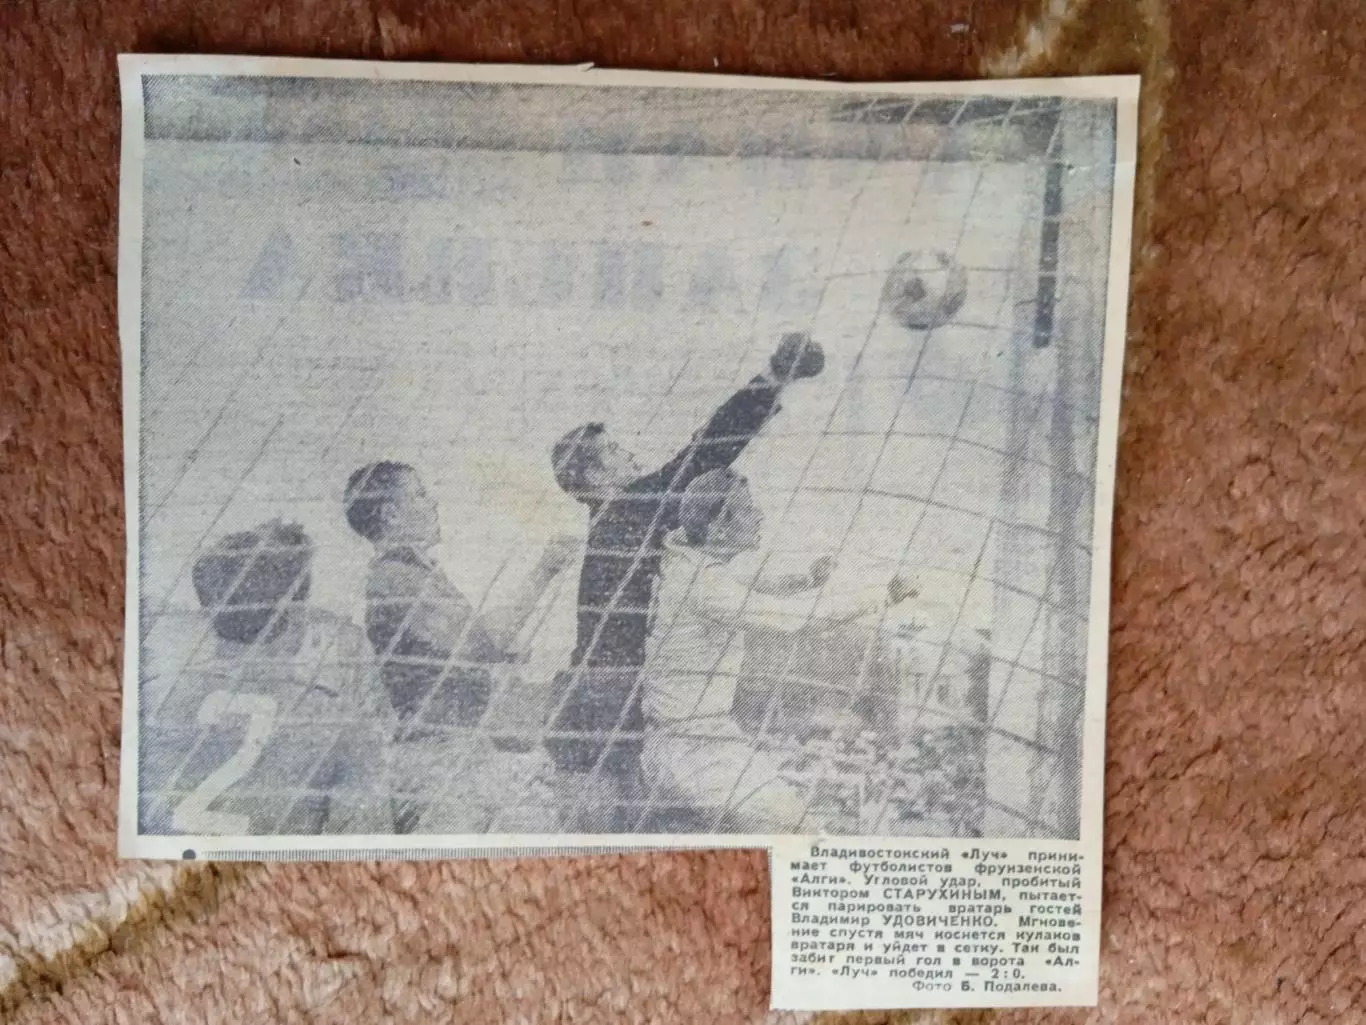 2
Владивостокский «Луч» прини-
мает футболистов фрунзенской
«Алги». Угловой удар, пробитый
Виктором СТАРУХИНЫМ, пытает-
ся парировать вратарь гостей
Владимир УДОВИЧЕНКО. Мгнове-
ние спустя мяч коснется кулаков
вратаря и уйдет в сетку. Так был
забит первый гол в ворота «Ал-
ги». «Луч» победил — 2:0.
Фото Б. Подалева.